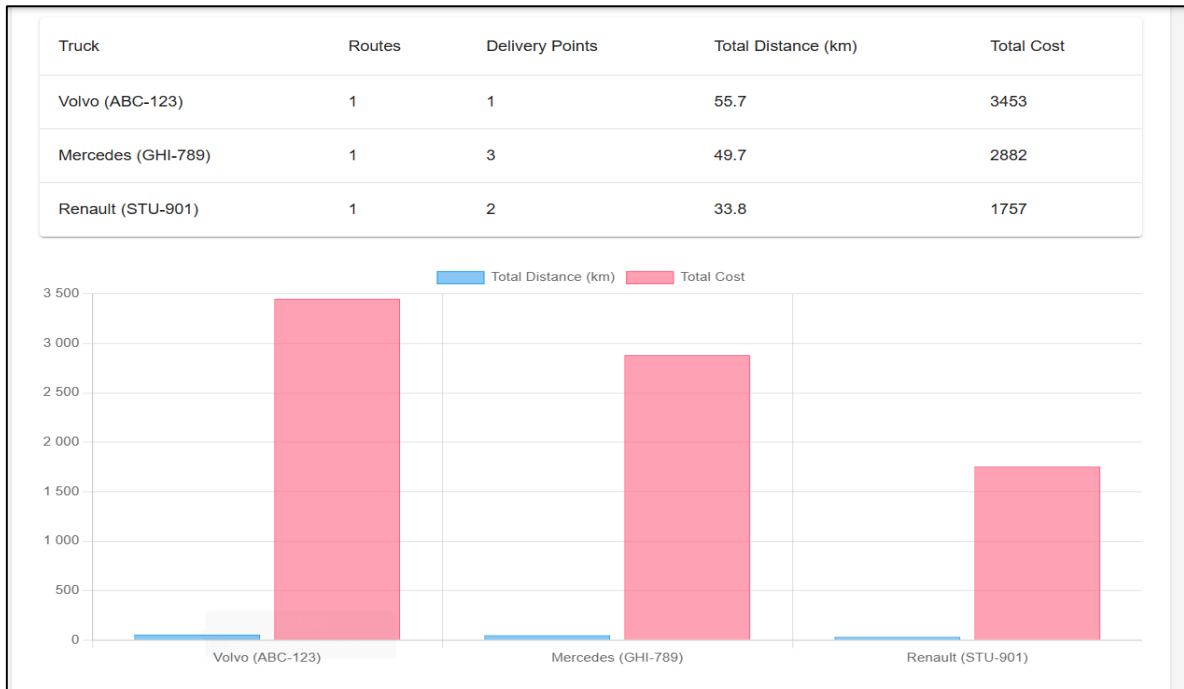 Truck Routes Delivery Points Total Distance (km) Total Cost
Volvo (ABC-123) 1 1 55.7 3453
Mercedes (GHI-789) 1 3 49.7 2882
Renault (STU-901) 1 2 33.8 1757
Total Distance (km) Total Cost
3 500
3 000
2 500
2 000
1 500
1 000
500
0
Volvo (ABC-123) Mercedes (GHI-789) Renault (STU-901)